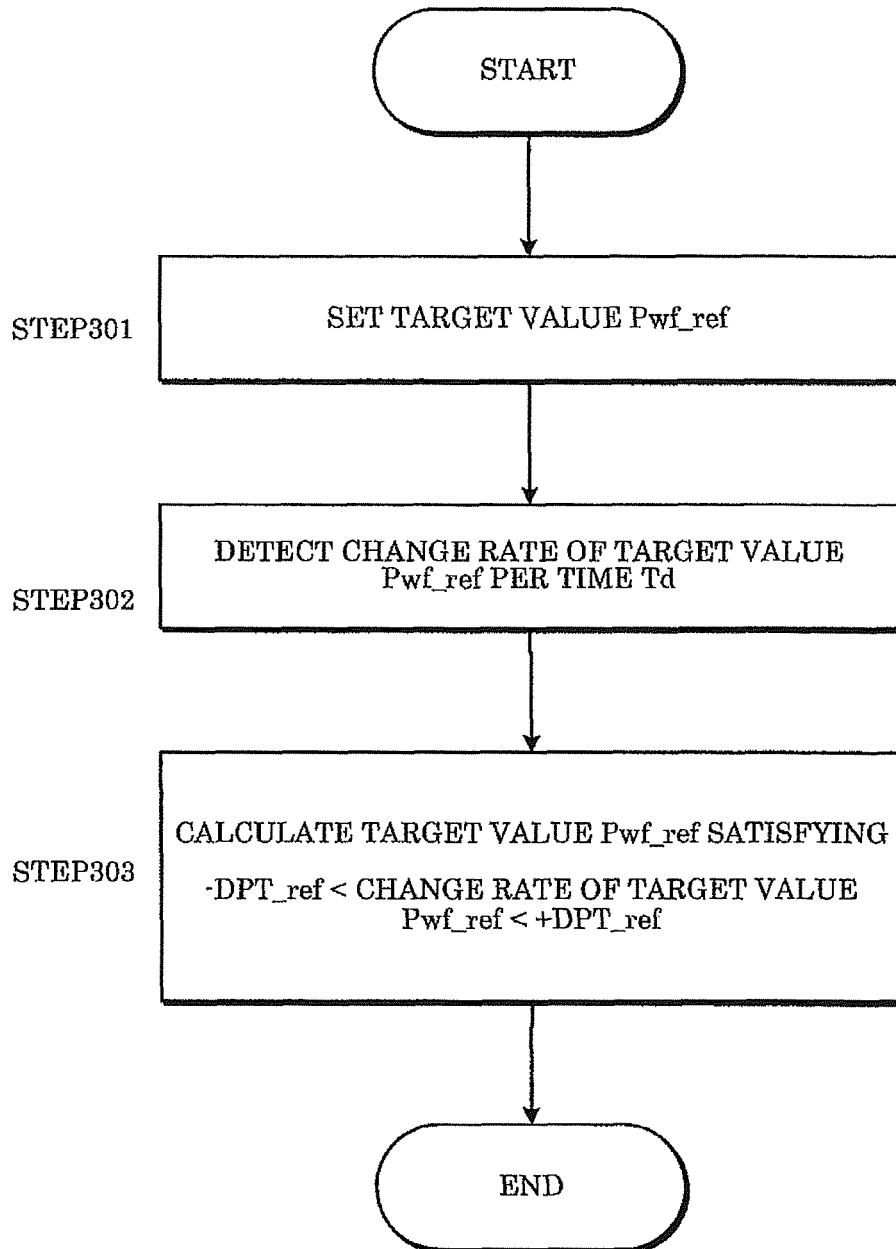 START
STEP301
SET TARGET VALUE Pwf_ref
STEP302
DETECT CHANGE RATE OF TARGET VALUE
Pwf_ref PER TIME Td
STEP303
CALCULATE TARGET VALUE Pwf_ref SATISFYING
-DPT_ref < CHANGE RATE OF TARGET VALUE
Pwf_ref < +DPT_ref
END